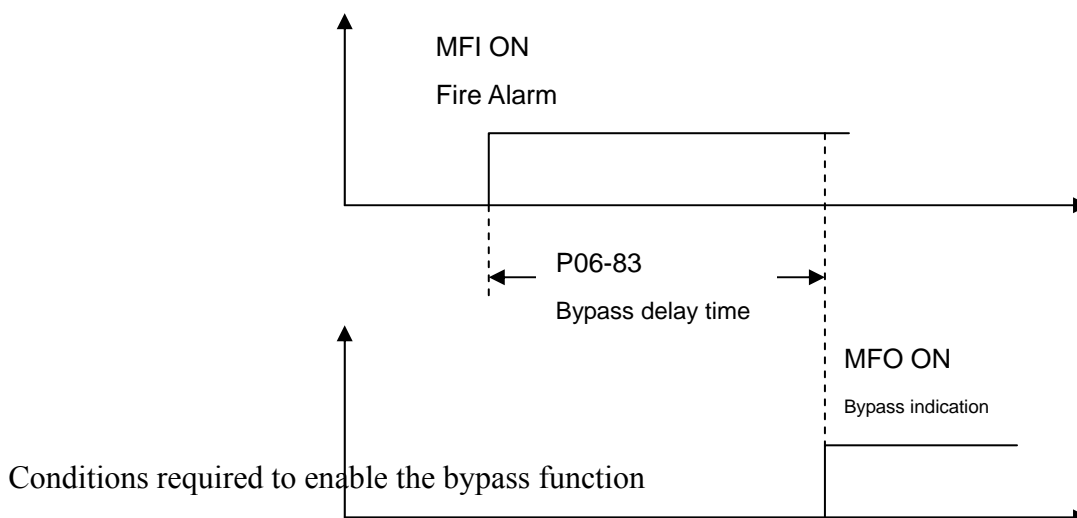 MFI ON
Fire Alarm
P06-83
Bypass delay time
MFO ON
Bypass indication
Conditions required to enable the bypass function